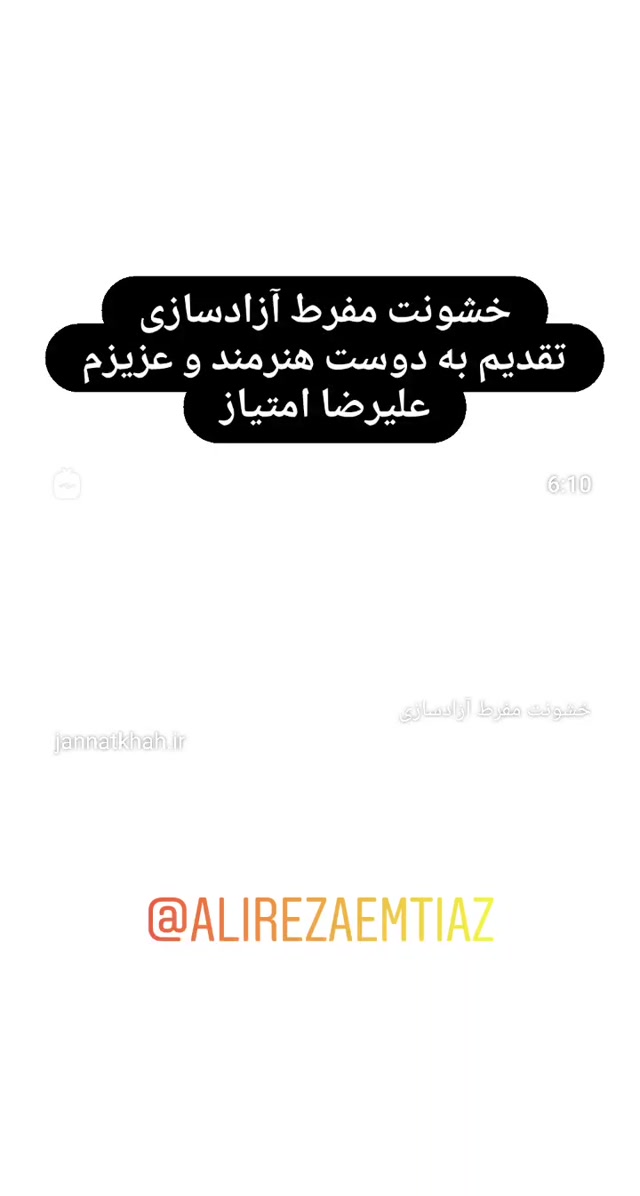 خشونت مفرط آزادسازی
تقدیم به دوست هنرمند و عزیزم
علیرضا امتیاز
6:10
خشونت مفرط آزادسازی
jannatkhah.ir
@ALIREZAEMTIAZ